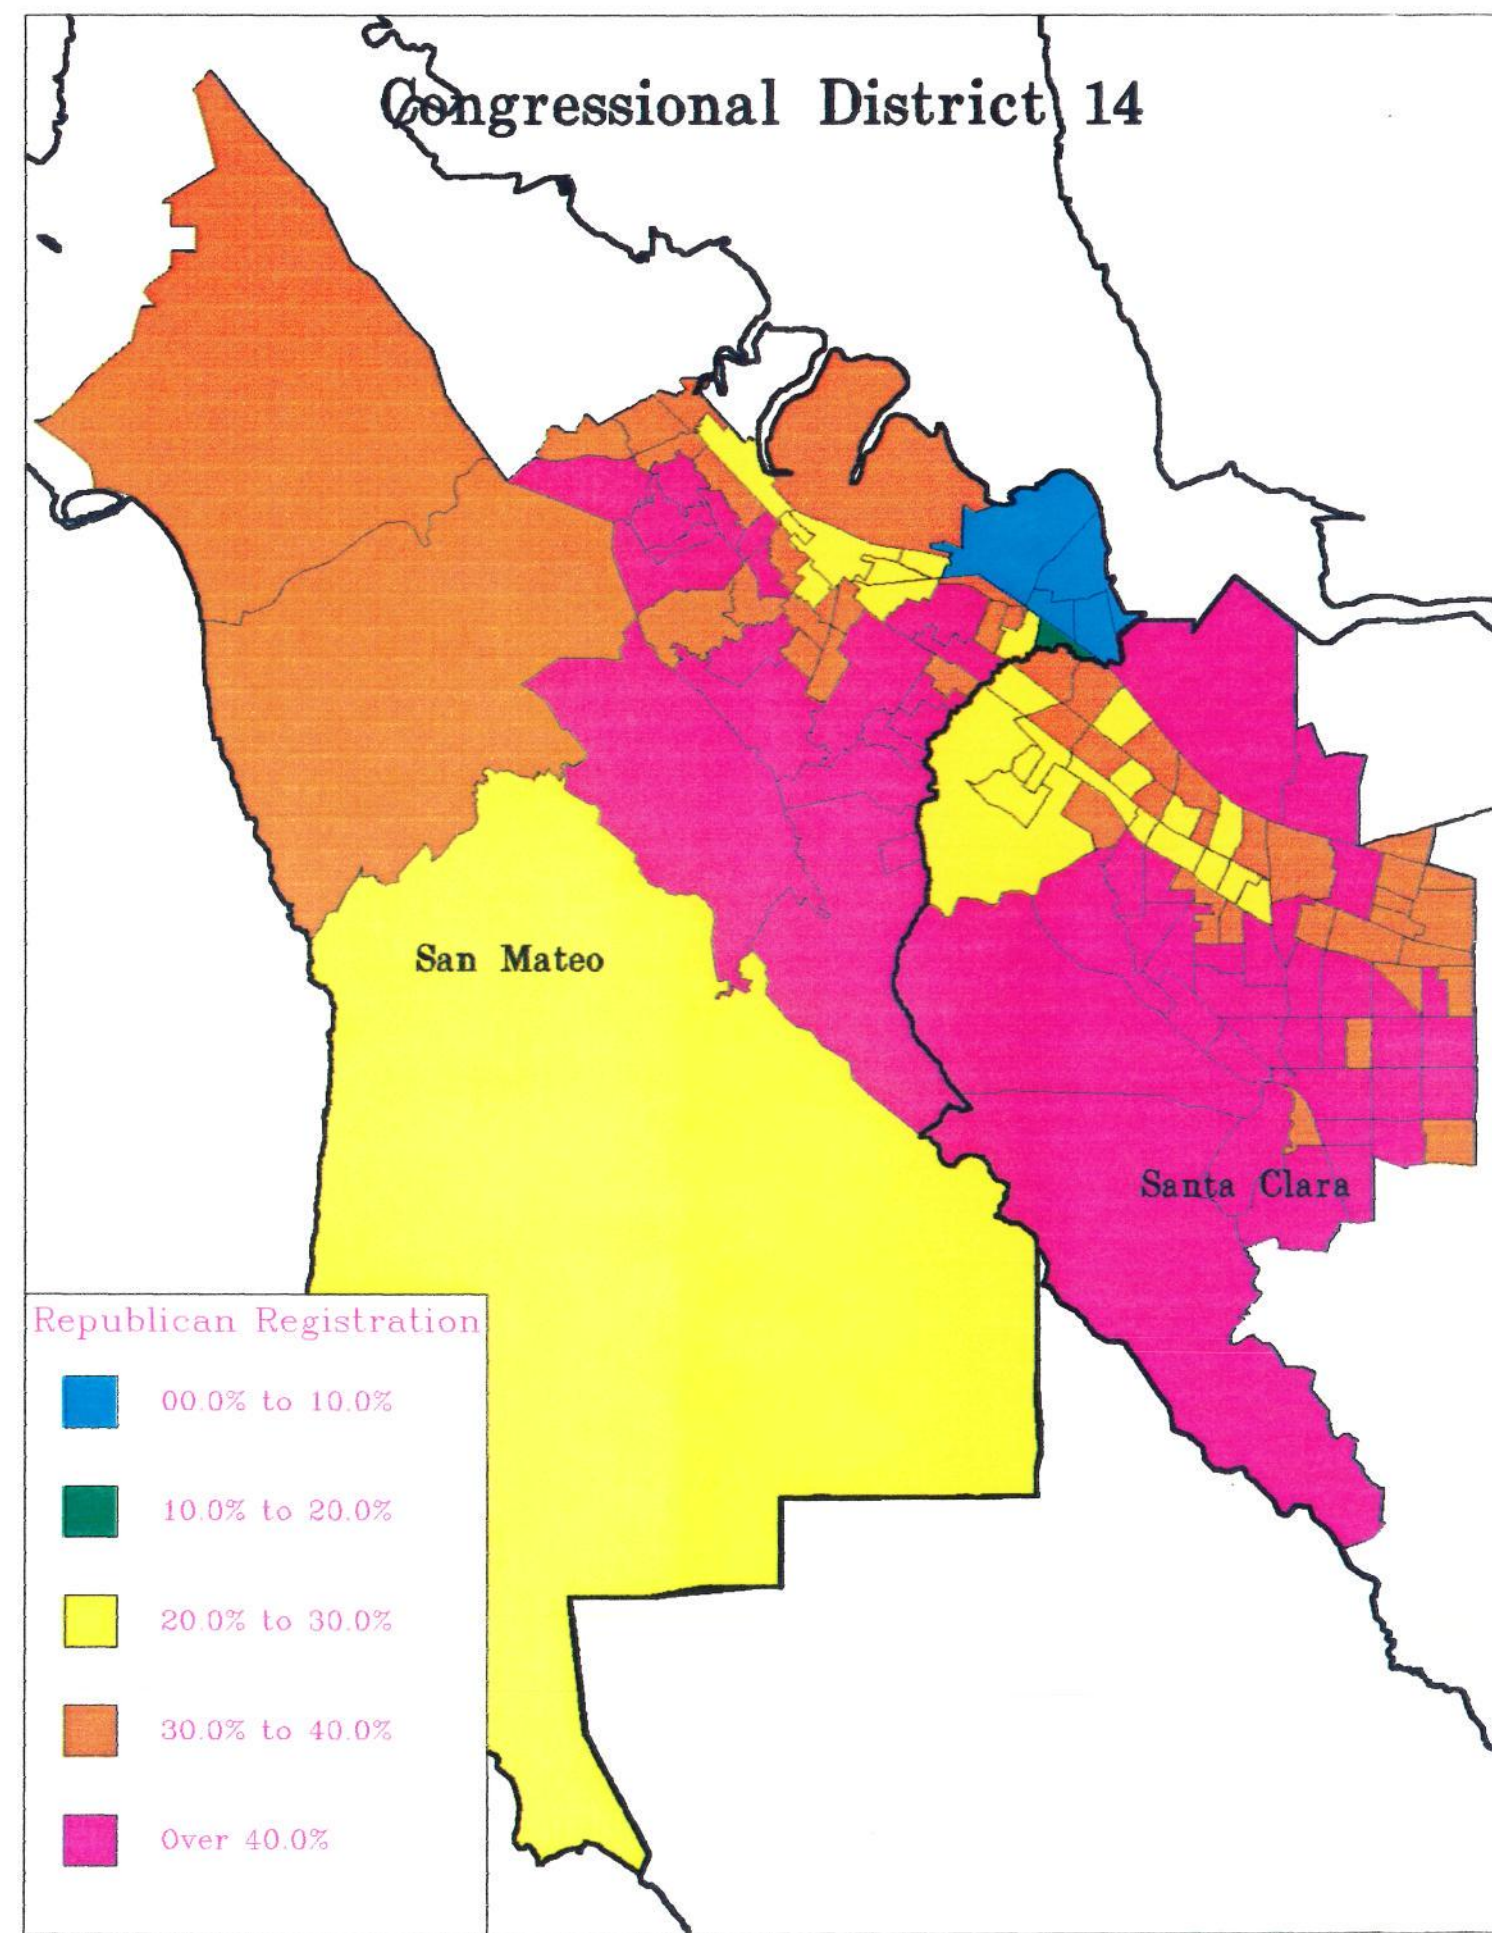 Congressional District 14
San Mateo
Santa Clara
Republican Registration
00.0% to 10.0%
10.0% to 20.0%
20.0% to 30.0%
30.0% to 40.0%
Over 40.0%